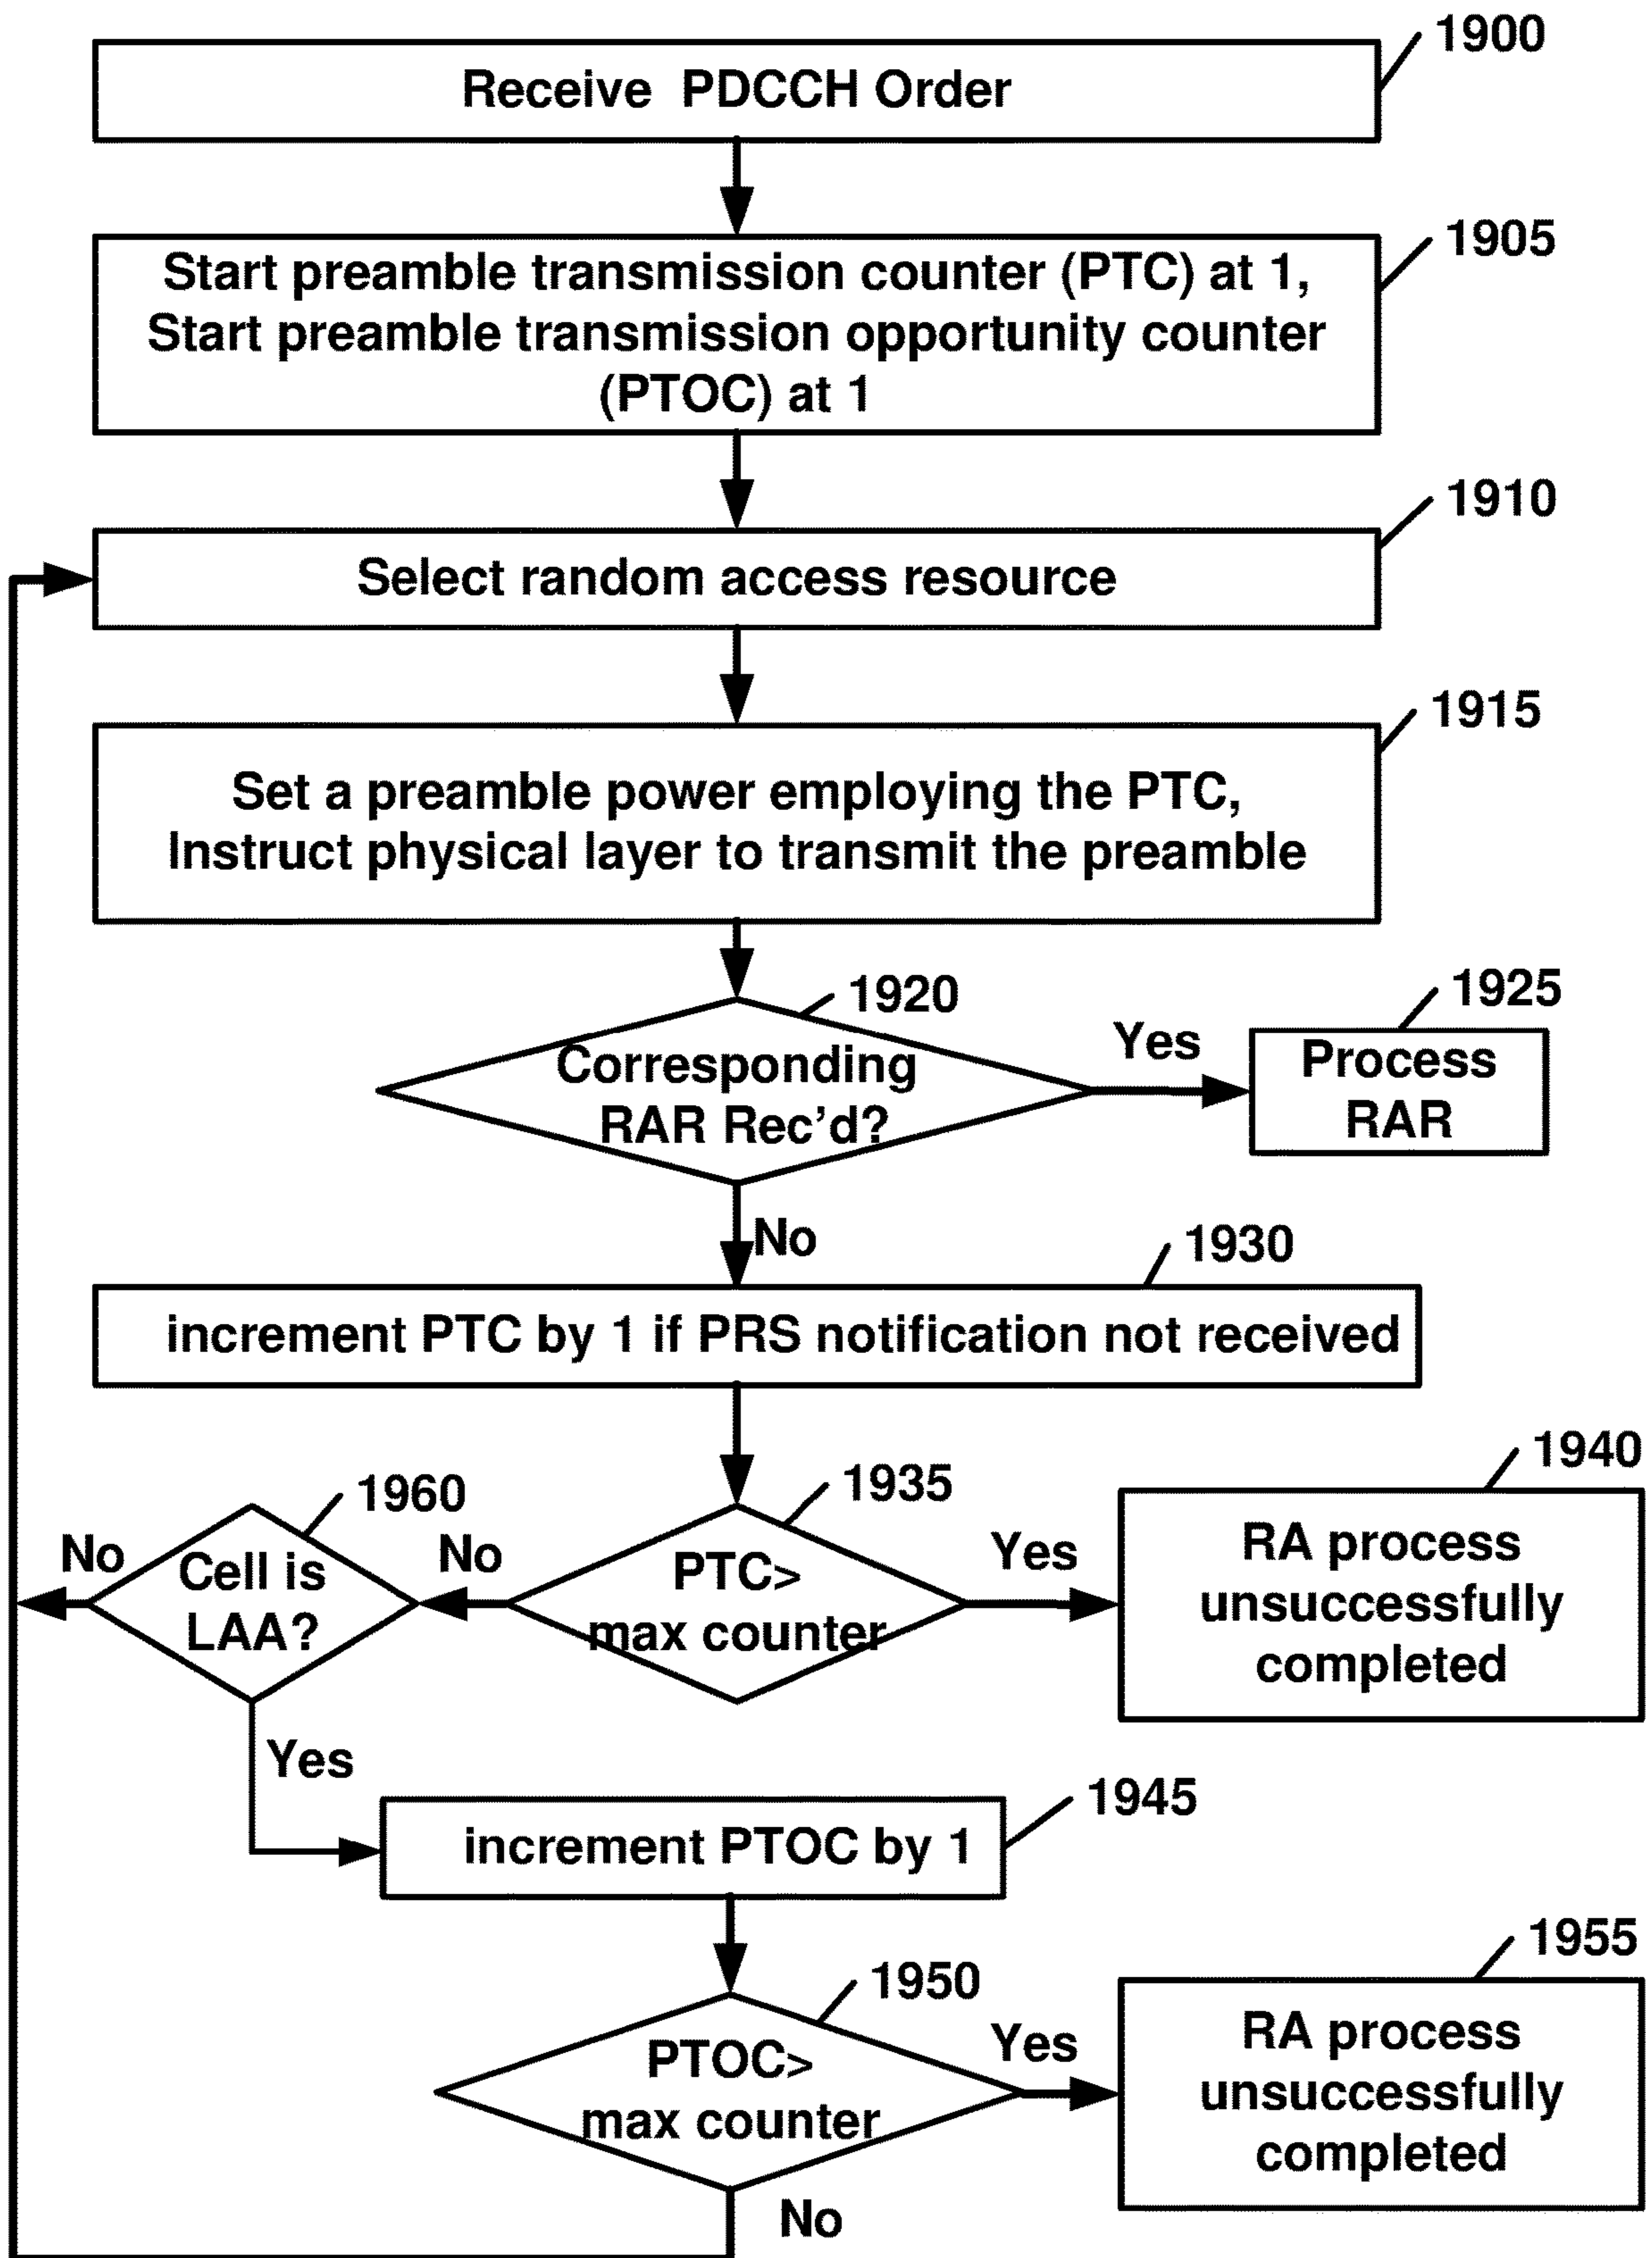 1900
Receive PDCCH Order
1905
Start preamble transmission counter (PTC) at 1,
Start preamble transmission opportunity counter
(PTOC) at 1
1910
Select random access resource
1915
Set a preamble power employing the PTC,
Instruct physical layer to transmit the preamble
1920
Corresponding
RAR Rec'd?
Yes
1925
Process
RAR
No
1930
increment PTC by 1 if PRS notification not received
1935
PTC>
max counter
Yes
1940
RA process
unsuccessfully
completed
No
1960
Cell is
LAA?
No
Yes
1945
increment PTOC by 1
1950
PTOC>
max counter
Yes
1955
RA process
unsuccessfully
completed
No